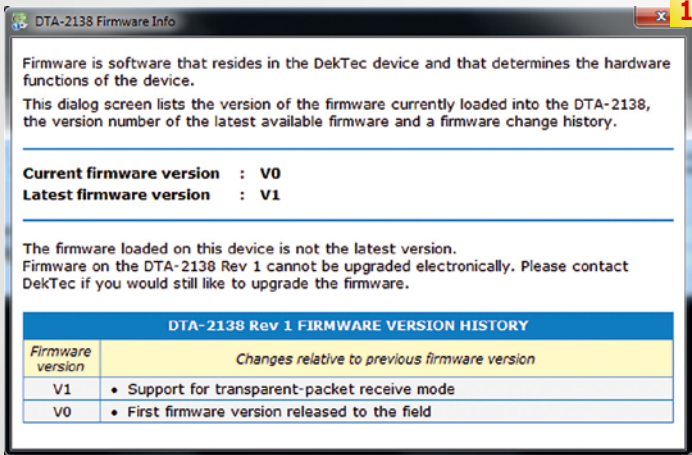 DTA-2138 Firmware Info
x
1
Firmware is software that resides in the DekTec device and that determines the hardware
functions of the device.
This dialog screen lists the version of the firmware currently loaded into the DTA-2138,
the version number of the latest available firmware and a firmware change history.
Current firmware version : V0
Latest firmware version : V1
The firmware loaded on this device is not the latest version.
Firmware on the DTA-2138 Rev 1 cannot be upgraded electronically. Please contact
DekTec if you would still like to upgrade the firmware.
DTA-2138 Rev 1 FIRMWARE VERSION HISTORY
Firmware
version
Changes relative to previous firmware version
V1 • Support for transparent-packet receive mode
V0 • First firmware version released to the field